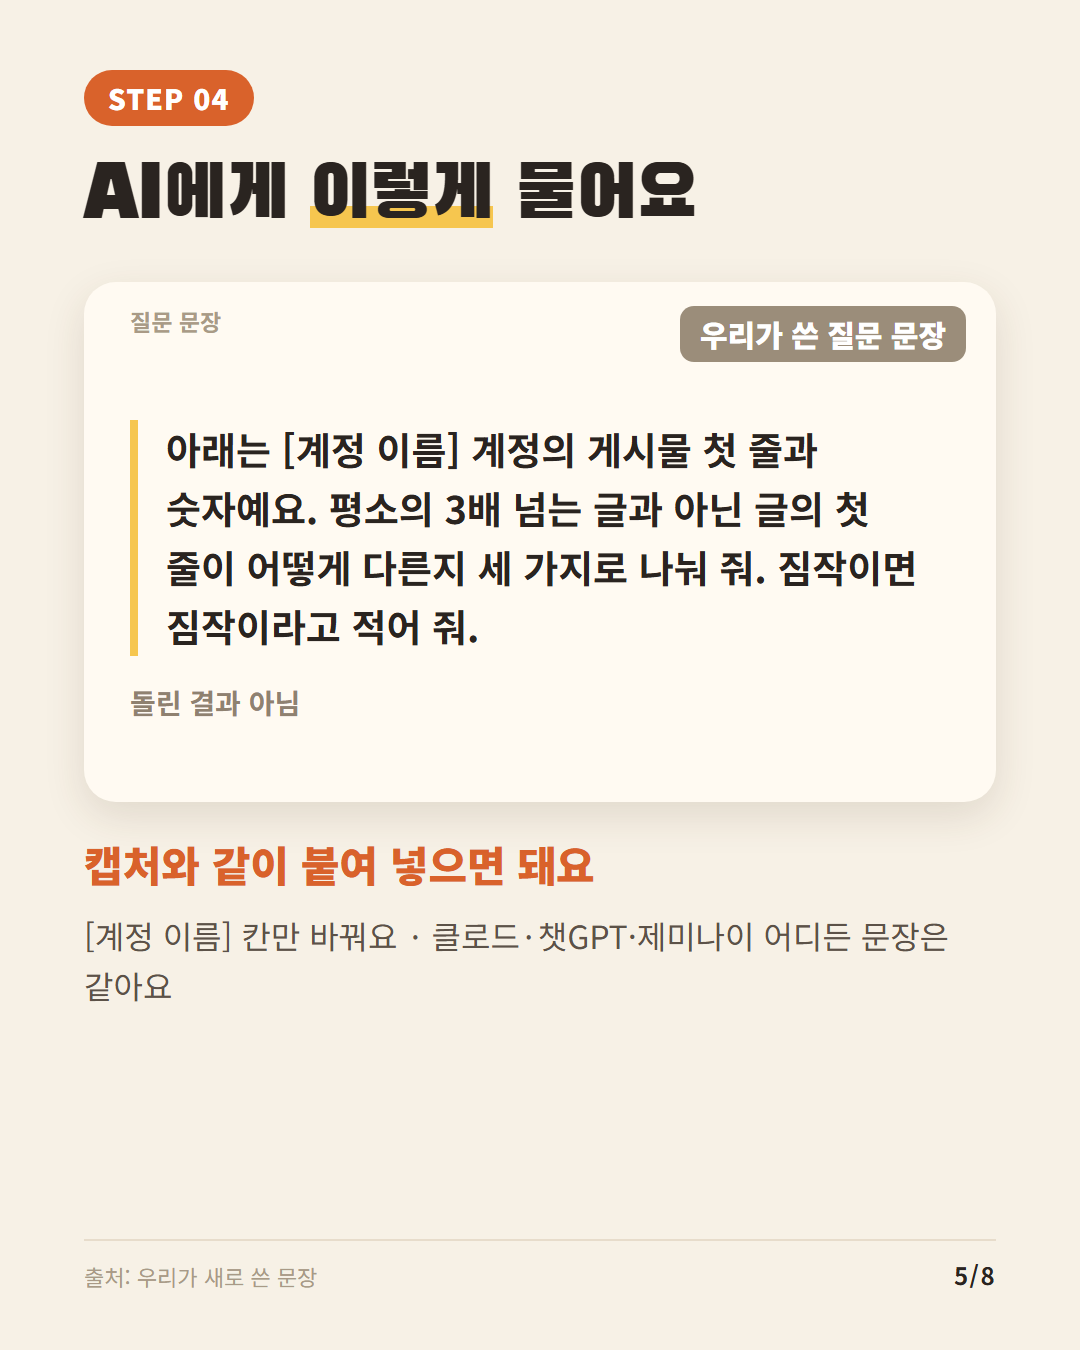 STEP 04
AI에게 이렇게 물어요
질문 문장
우리가 쓴 질문 문장
아래는 [계정 이름] 계정의 게시물 첫 줄과
숫자예요. 평소의 3배 넘는 글과 아닌 글의 첫
줄이 어떻게 다른지 세 가지로 나눠 줘. 짐작이면
짐작이라고 적어 줘.
돌린 결과 아님
캡처와 같이 붙여 넣으면 돼요
[계정 이름] 칸만 바꿔요 · 클로드·챗GPT·제미나이 어디든 문장은
같아요
출처: 우리가 새로 쓴 문장
5/8